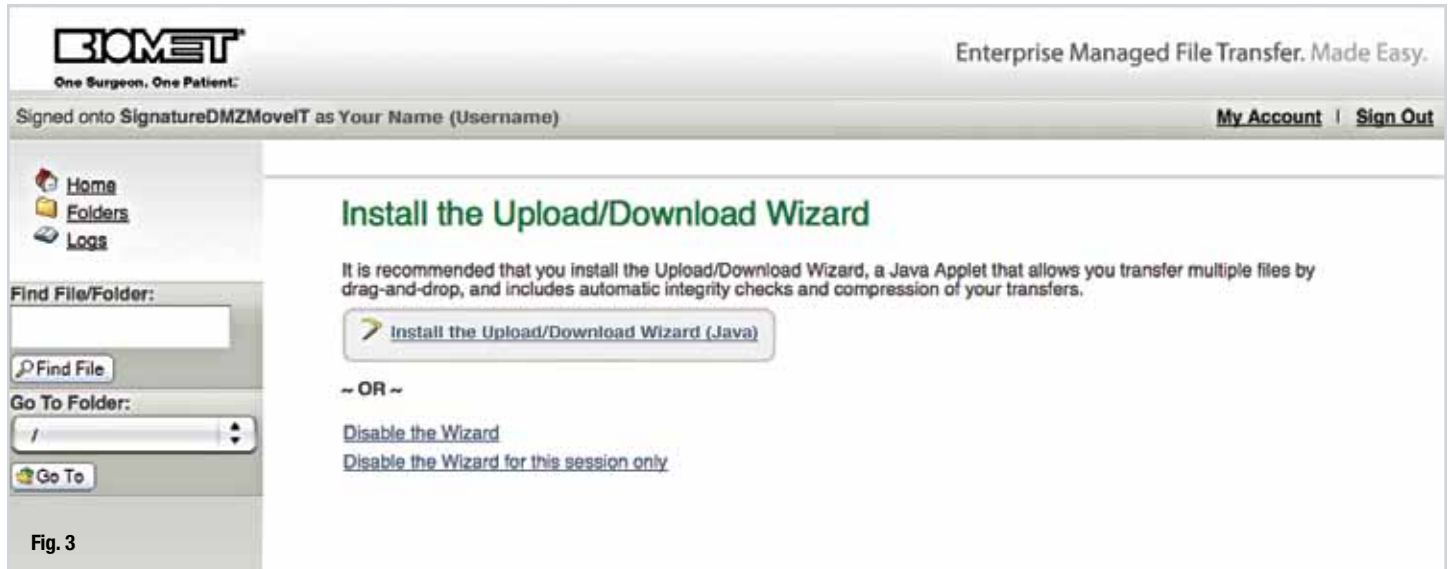 BIOMET
One Surgeon. One Patient.
Enterprise Managed File Transfer. Made Easy.
Signed onto SignatureDMZMoveIT as Your Name (Username)
My Account | Sign Out
Home
Folders
Logs
Find File/Folder:
Find File
Go To Folder:
/
Go To
Install the Upload/Download Wizard
It is recommended that you install the Upload/Download Wizard, a Java Applet that allows you transfer multiple files by
drag-and-drop, and includes automatic integrity checks and compression of your transfers.
Install the Upload/Download Wizard (Java)
~ OR ~
Disable the Wizard
Disable the Wizard for this session only
Fig. 3